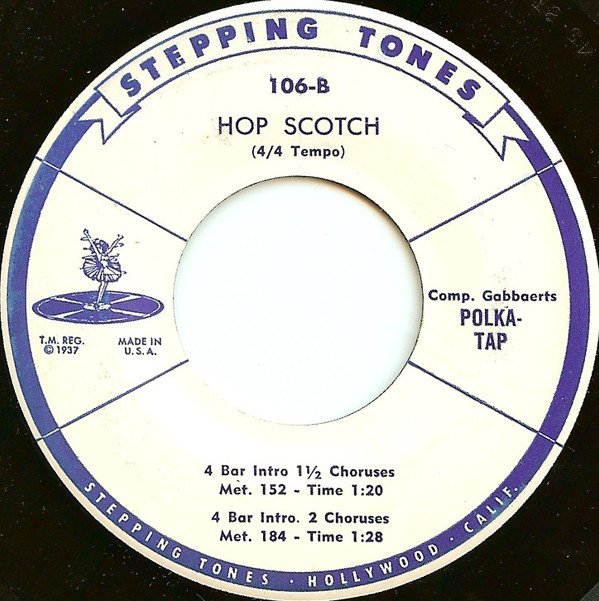 STEPPING TONES
106-B
HOP SCOTCH
(4/4 Tempo)
T.M. REG.
© 1937
MADE IN
U.S.A.
Comp. Gabbaerts
POLKA-
TAP
4 Bar Intro 1½ Choruses
Met. 152 - Time 1:20
4 Bar Intro. 2 Choruses
Met. 184 - Time 1:28
STEPPING TONES · HOLLYWOOD · CALIF.